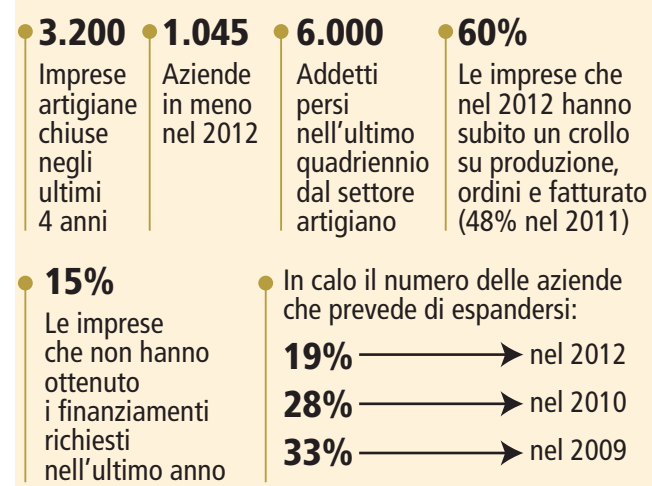 3.200
Imprese
artigiane
chiuse
negli
ultimi
4 anni
1.045
Aziende
in meno
nel 2012
6.000
Addetti
persi
nell'ultimo
quadriennio
dal settore
artigiano
60%
Le imprese che
nel 2012 hanno
subito un crollo
su produzione,
ordini e fatturato
(48% nel 2011)
15%
Le imprese
che non hanno
ottenuto
i finanziamenti
richiesti
nell'ultimo anno
In calo il numero delle aziende
che prevede di espandersi:
19% nel 2012
28% nel 2010
33% nel 2009